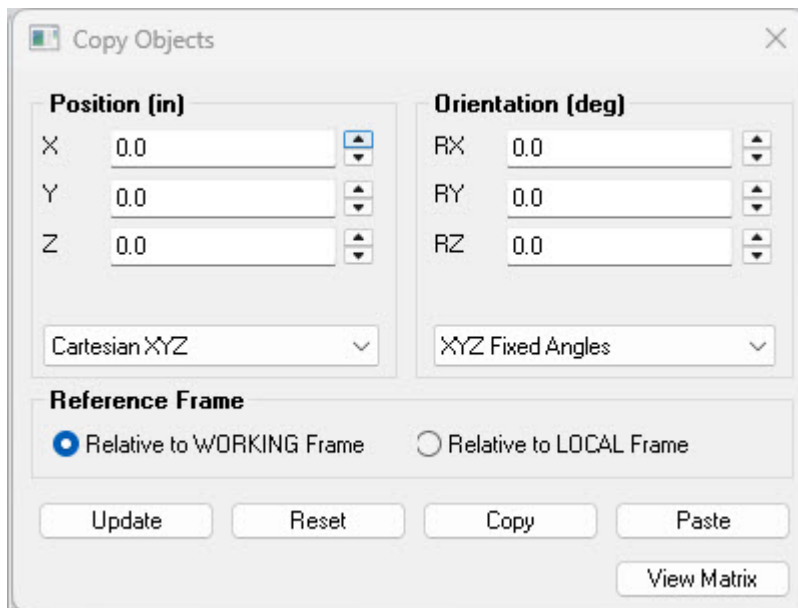 Copy Objects
Position (in)
X 0.0
Y 0.0
Z 0.0
Cartesian XYZ
Orientation (deg)
RX 0.0
RY 0.0
RZ 0.0
XYZ Fixed Angles
Reference Frame
Relative to WORKING Frame
Relative to LOCAL Frame
Update
Reset
Copy
Paste
View Matrix